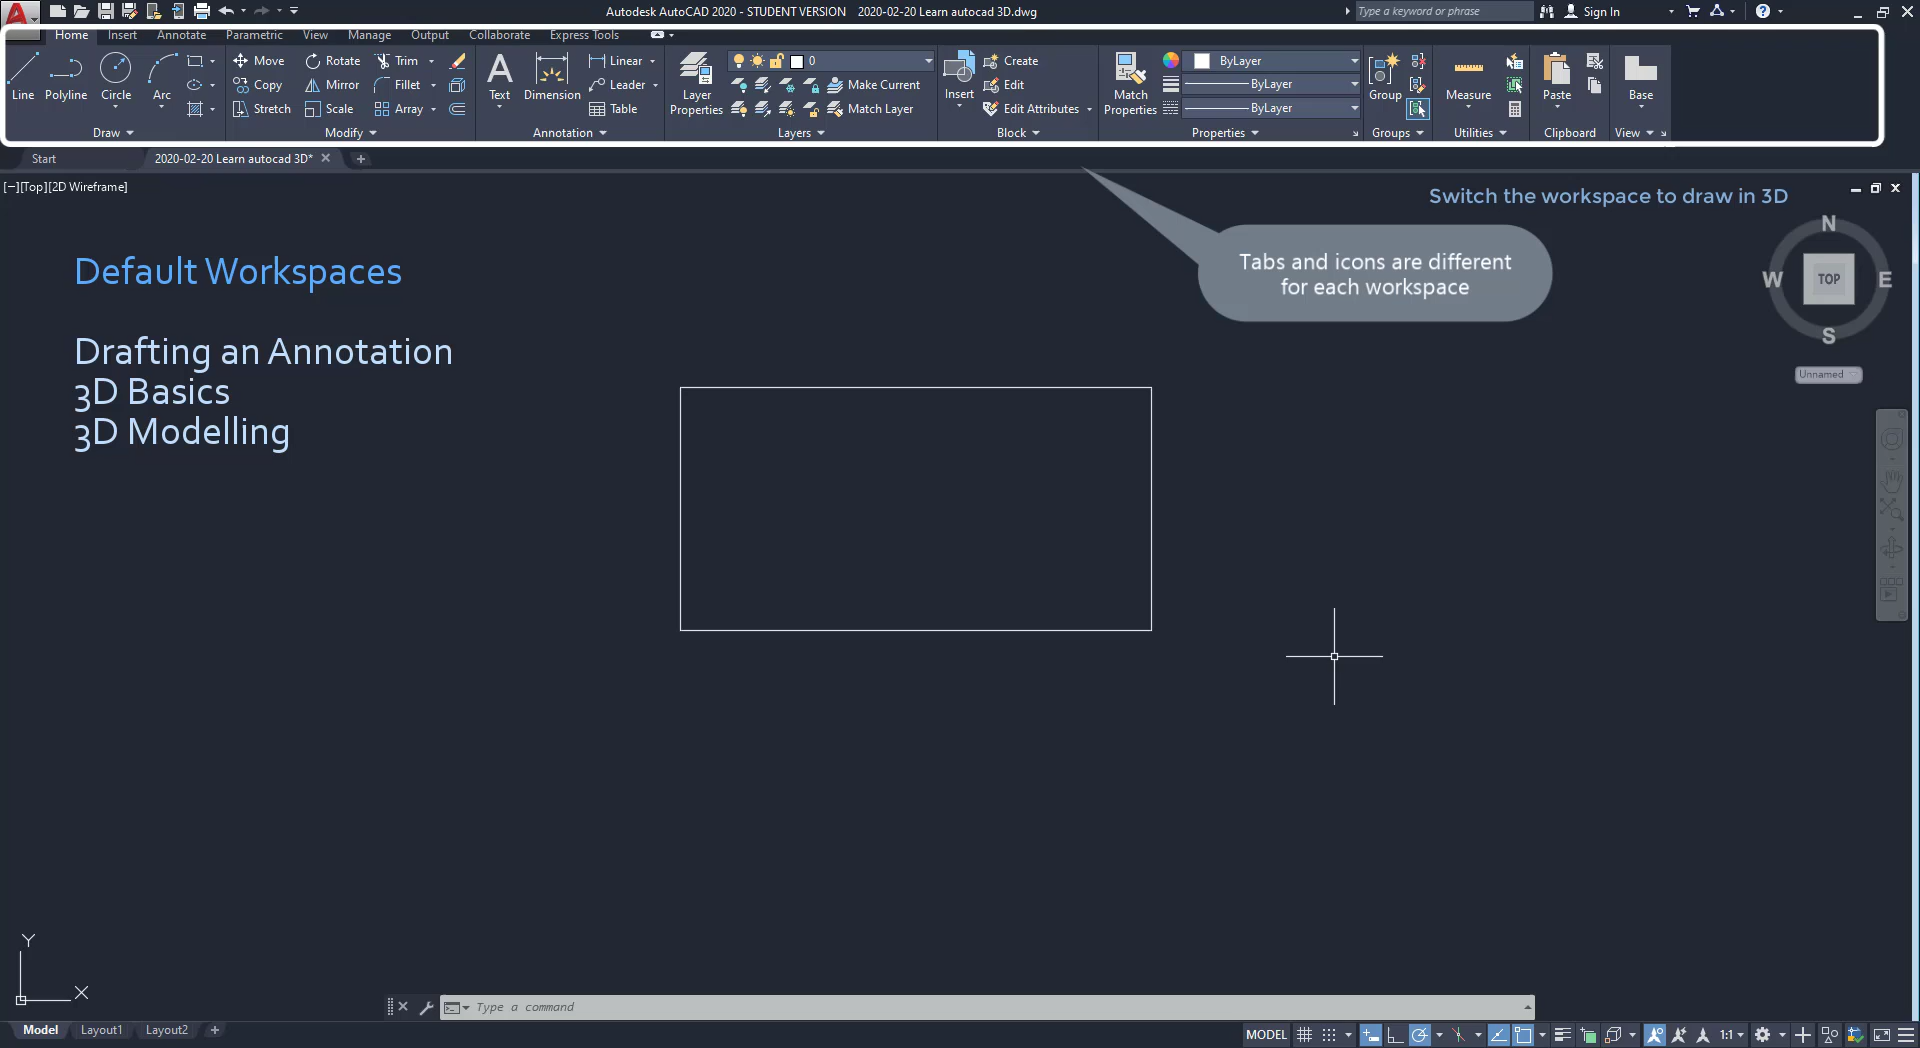 Autodesk AutoCAD 2020 - STUDENT VERSION 2020-02-20 Learn autocad 3D.dwg
Type a keyword or phrase
Sign In
Home Insert Annotate Parametric View Manage Output Collaborate Express Tools
Line Polyline Circle Arc
Draw
Move Rotate Trim
Copy Mirror Fillet
Stretch Scale Array
Modify
Text Dimension
Linear
Leader
Table
Annotation
Layer
Properties
0
Make Current
Match Layer
Layers
Insert
Create
Edit
Edit Attributes
Block
Match
Properties
ByLayer
ByLayer
ByLayer
Properties
Group
Groups
Measure
Utilities
Paste
Clipboard
Base
View
Start
2020-02-20 Learn autocad 3D*
[−][Top][2D Wireframe]
Switch the workspace to draw in 3D
Tabs and icons are different
for each workspace
Default Workspaces
Drafting an Annotation
3D Basics
3D Modelling
N
W TOP E
S
Unnamed
Y
X
Type a command
Model Layout1 Layout2
MODEL
1:1